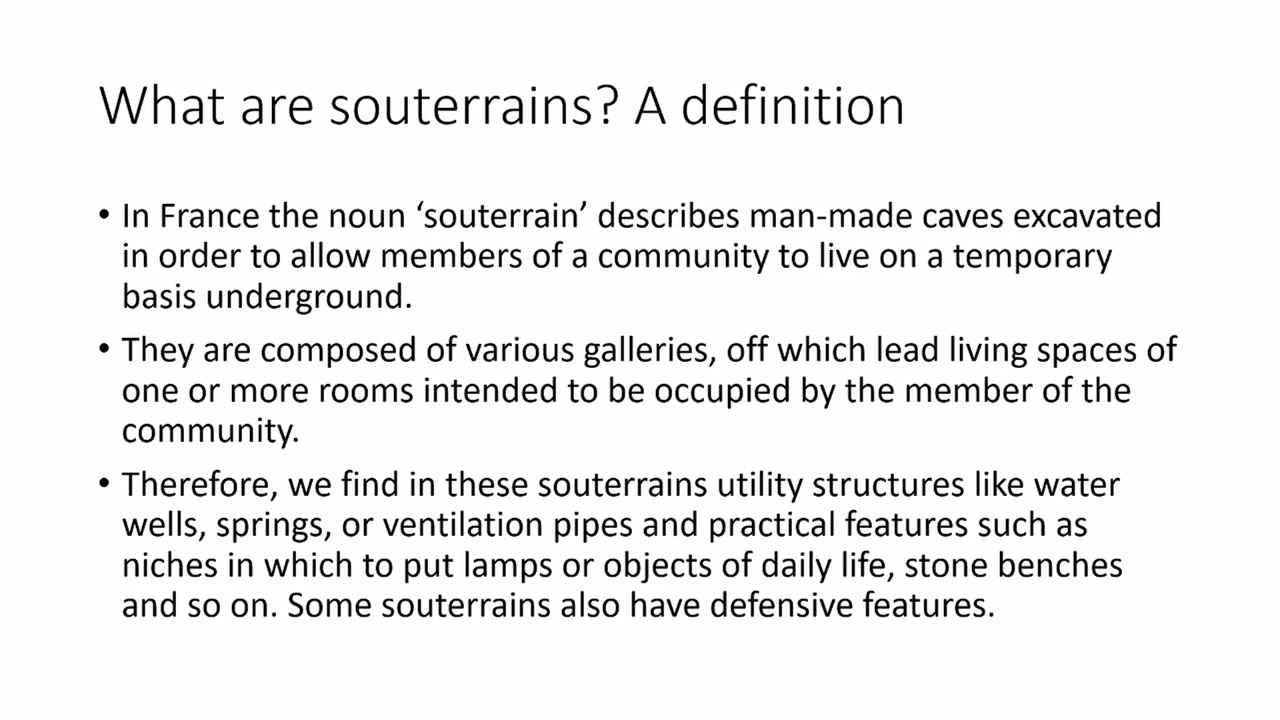 What are souterrains? A definition
• In France the noun ‘souterrain’ describes man-made caves excavated
in order to allow members of a community to live on a temporary
basis underground.
• They are composed of various galleries, off which lead living spaces of
one or more rooms intended to be occupied by the member of the
community.
• Therefore, we find in these souterrains utility structures like water
wells, springs, or ventilation pipes and practical features such as
niches in which to put lamps or objects of daily life, stone benches
and so on. Some souterrains also have defensive features.